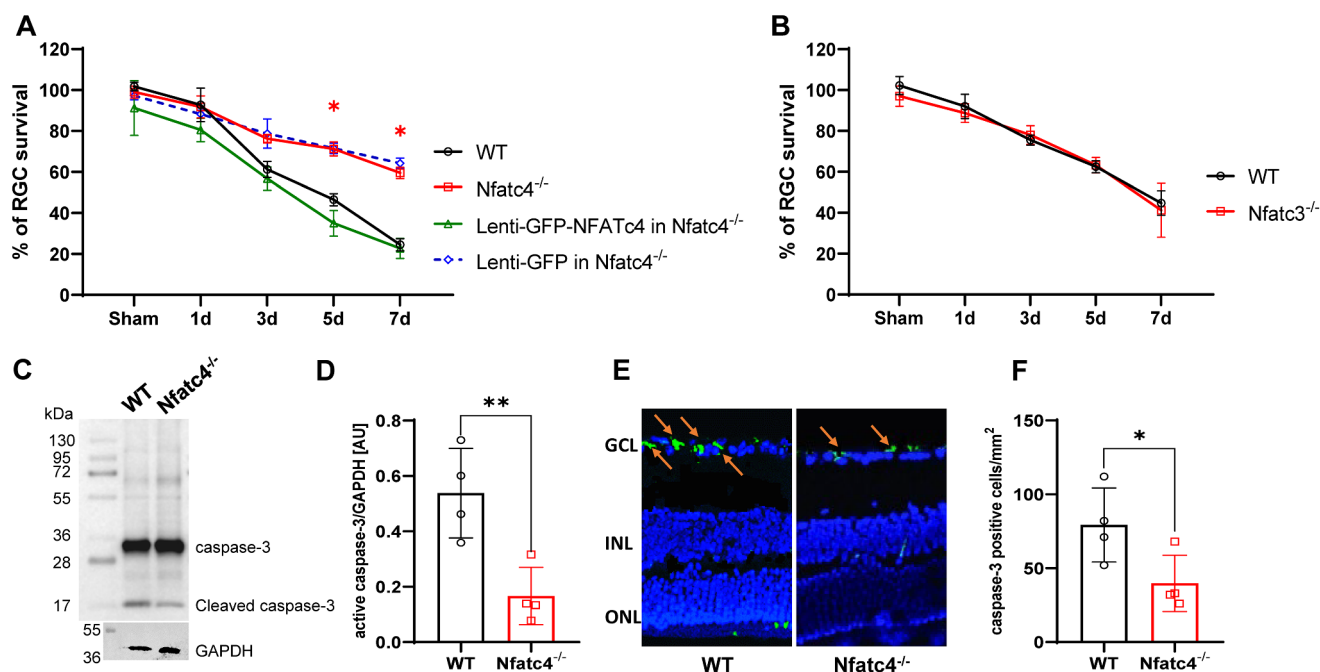 A
% of RGC survival
120
100
80
60
40
20
0
Sham 1d 3d 5d 7d
*
*
WT
Nfatc4-/-
Lenti-GFP-NFATc4 in Nfatc4-/-
Lenti-GFP in Nfatc4-/-
B
% of RGC survival
120
100
80
60
40
20
0
Sham 1d 3d 5d 7d
WT
Nfatc3-/-
C
WT Nfatc4-/-
kDa
130
95
72
55
36
28
17
caspase-3
Cleaved caspase-3
55
36
GAPDH
D
active caspase-3/GAPDH [AU]
0.8
0.6
0.4
0.2
0.0
**
WT Nfatc4-/-
E
GCL
INL
ONL
WT Nfatc4-/-
F
caspase-3 positive cells/mm2
150
100
50
0
*
WT Nfatc4-/-